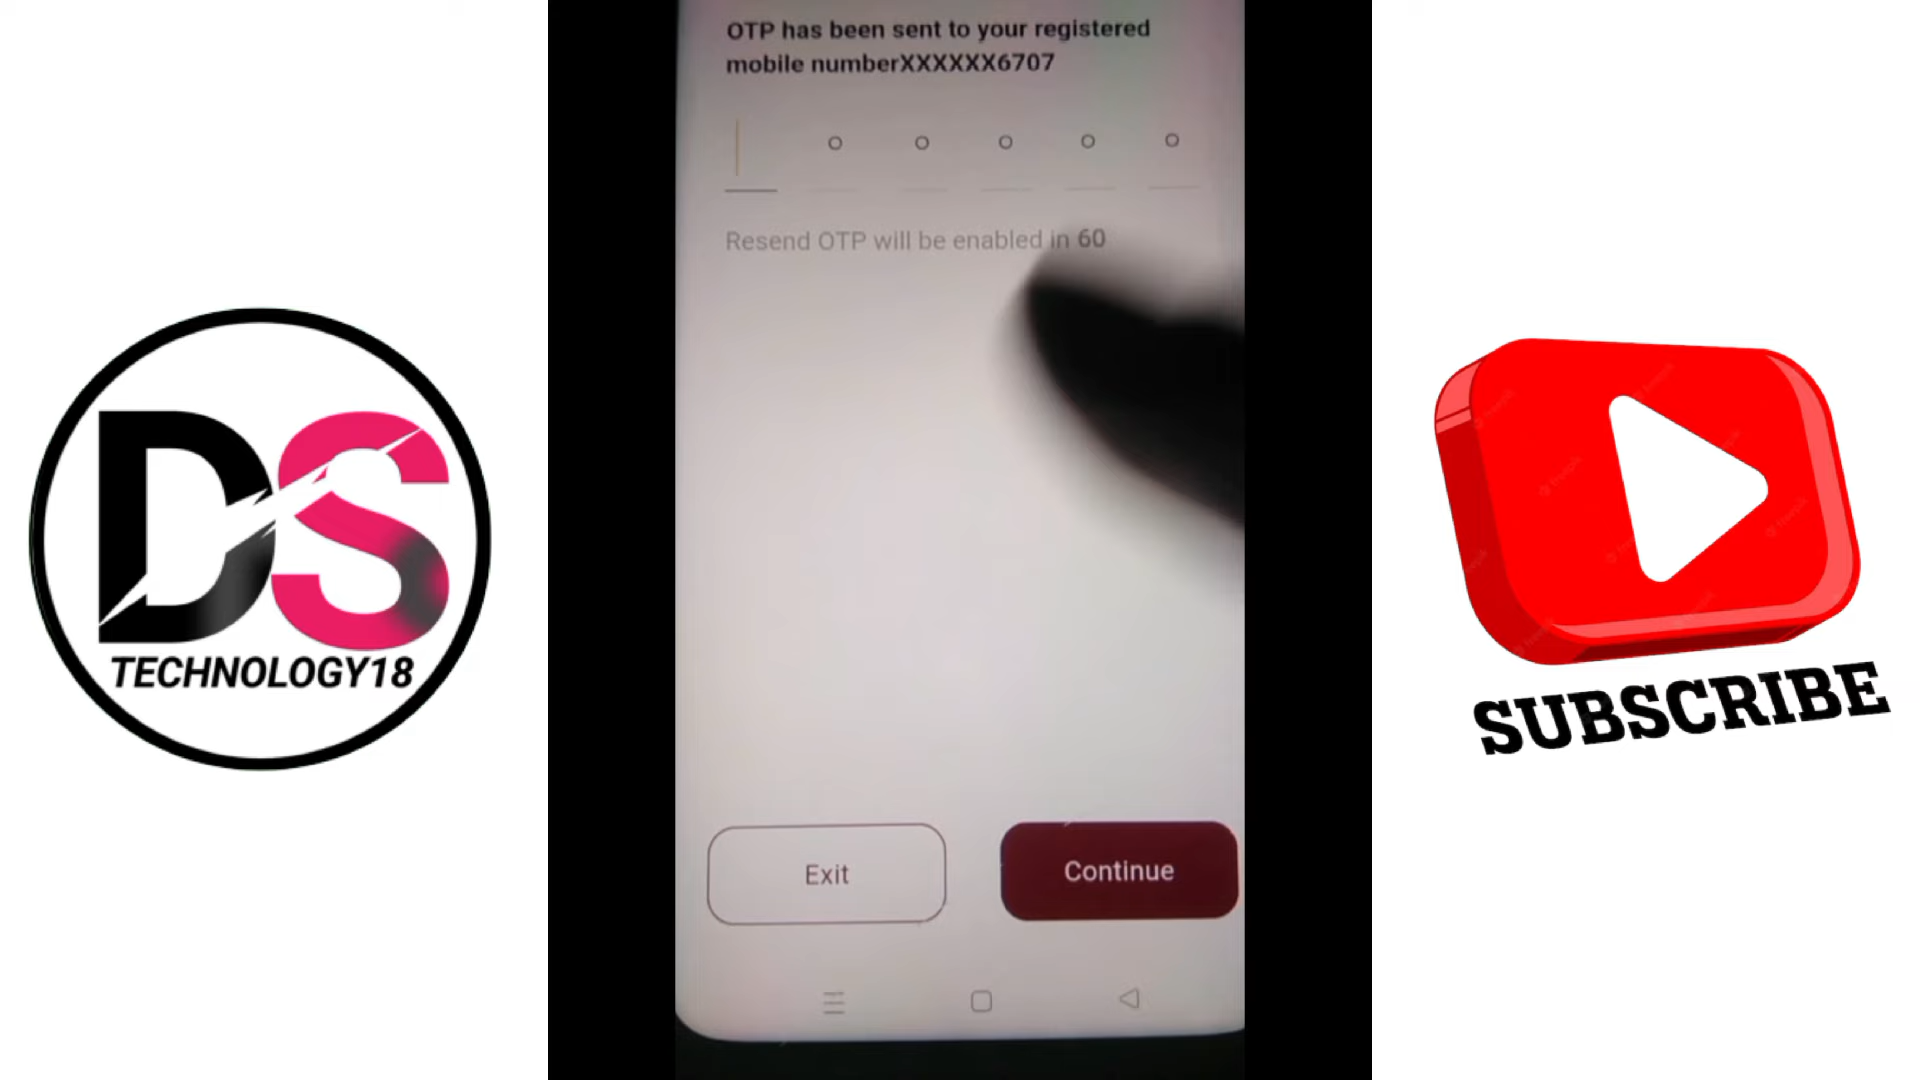 OTP has been sent to your registered
mobile numberXXXXXX6707
Resend OTP will be enabled in 60
Exit
Continue
DS
TECHNOLOGY18
SUBSCRIBE